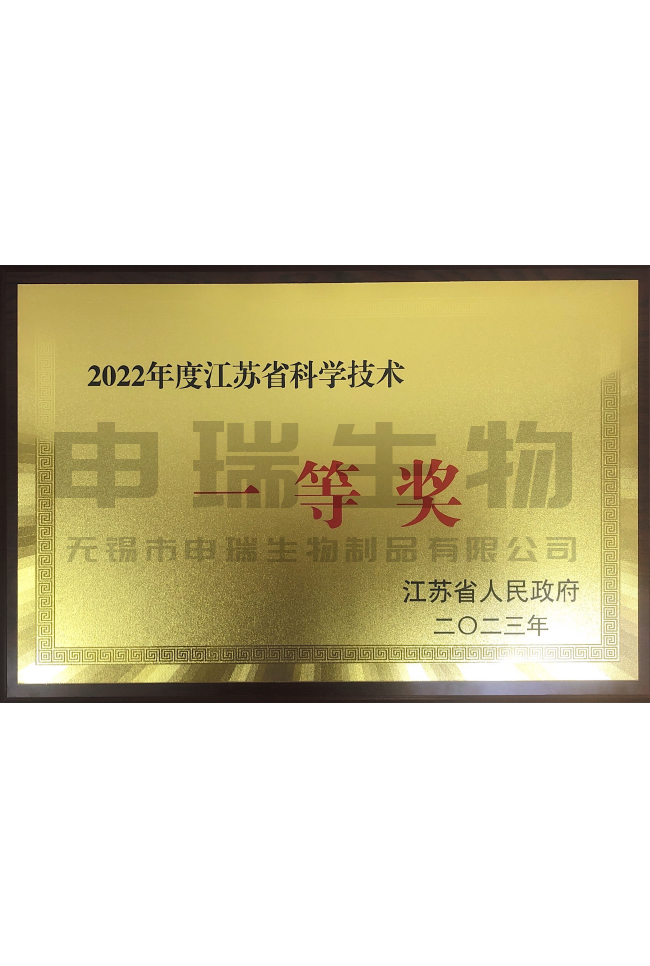 2022年度江苏省科学技术
申瑞生物
一等奖
无锡市申瑞生物制品有限公司
江苏省人民政府
二〇二三年